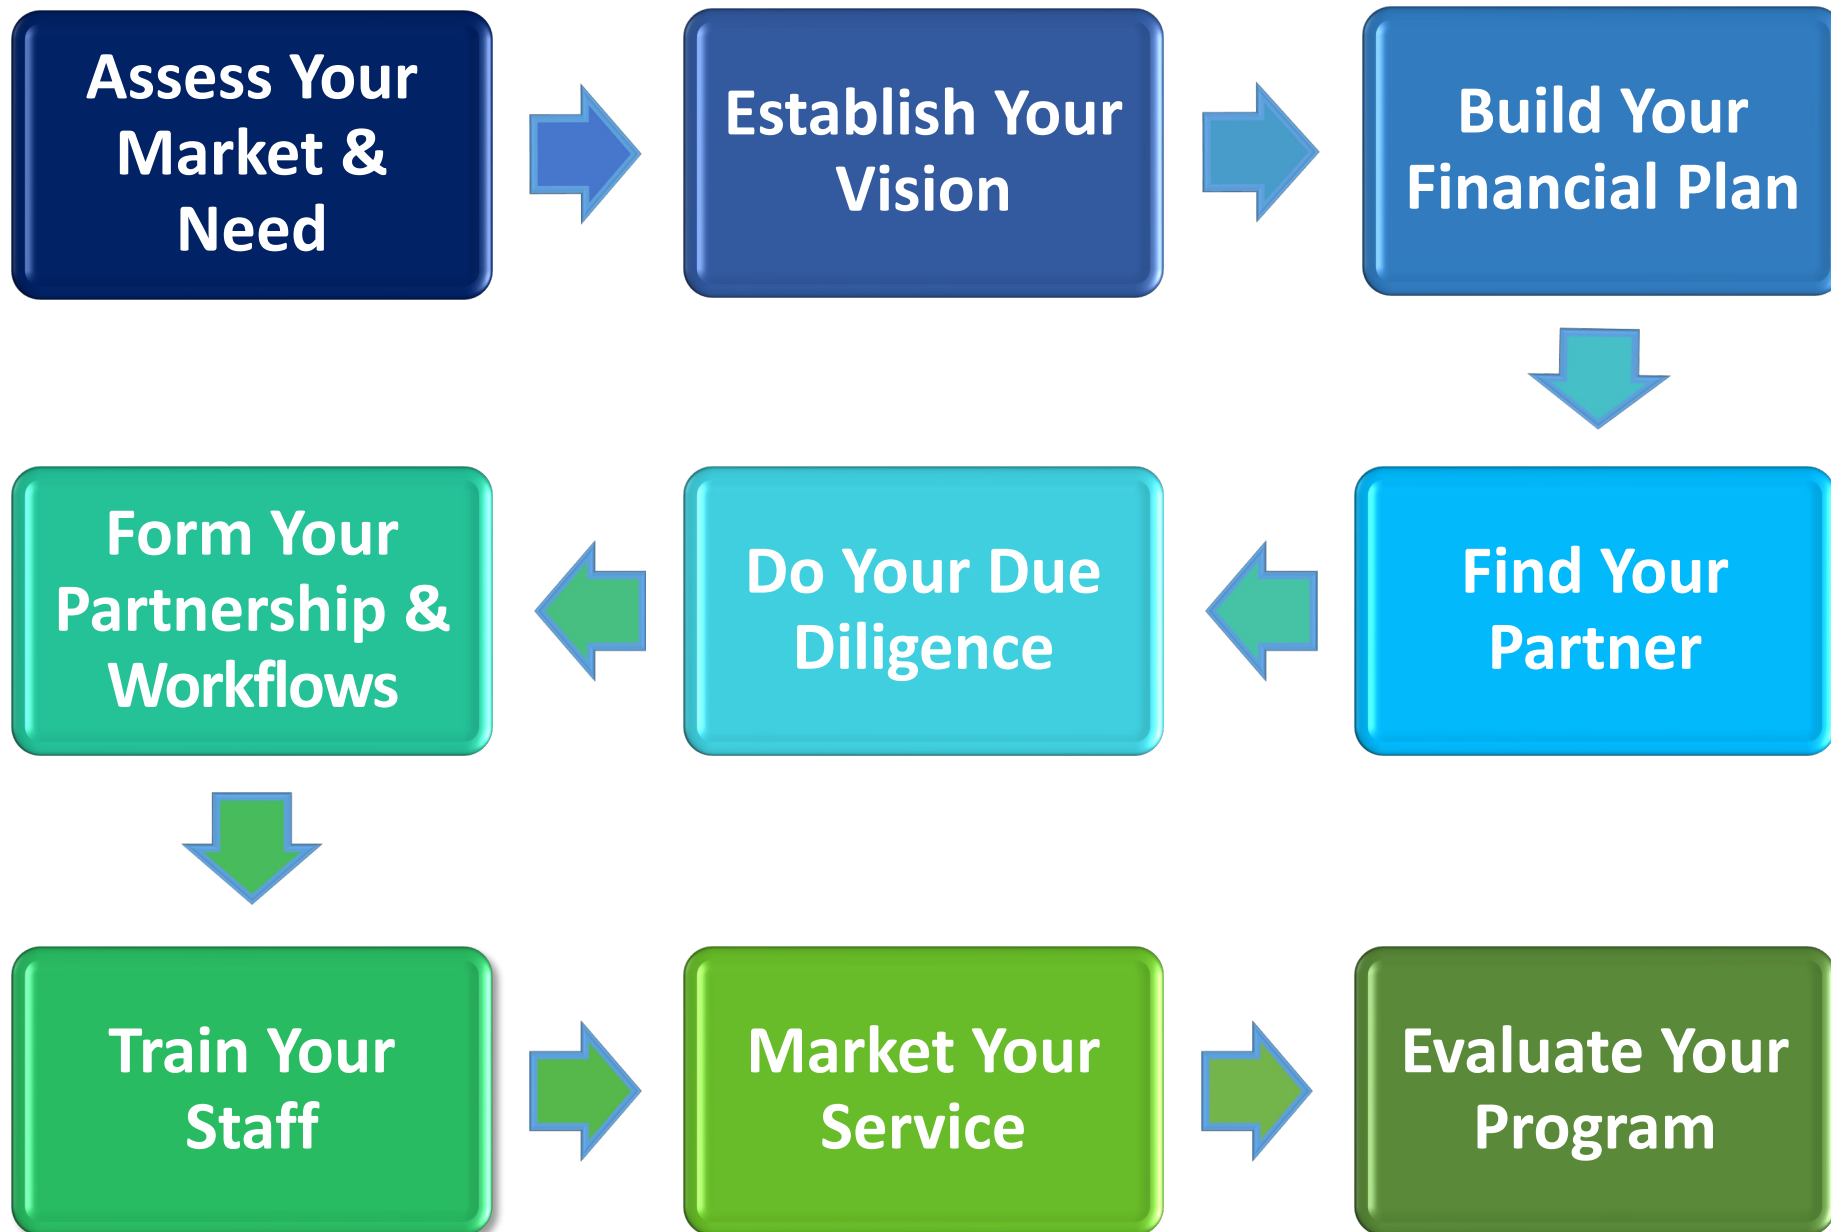 Assess Your
Market &
Need
Establish Your
Vision
Build Your
Financial Plan
Find Your
Partner
Do Your Due
Diligence
Form Your
Partnership &
Workflows
Train Your
Staff
Market Your
Service
Evaluate Your
Program